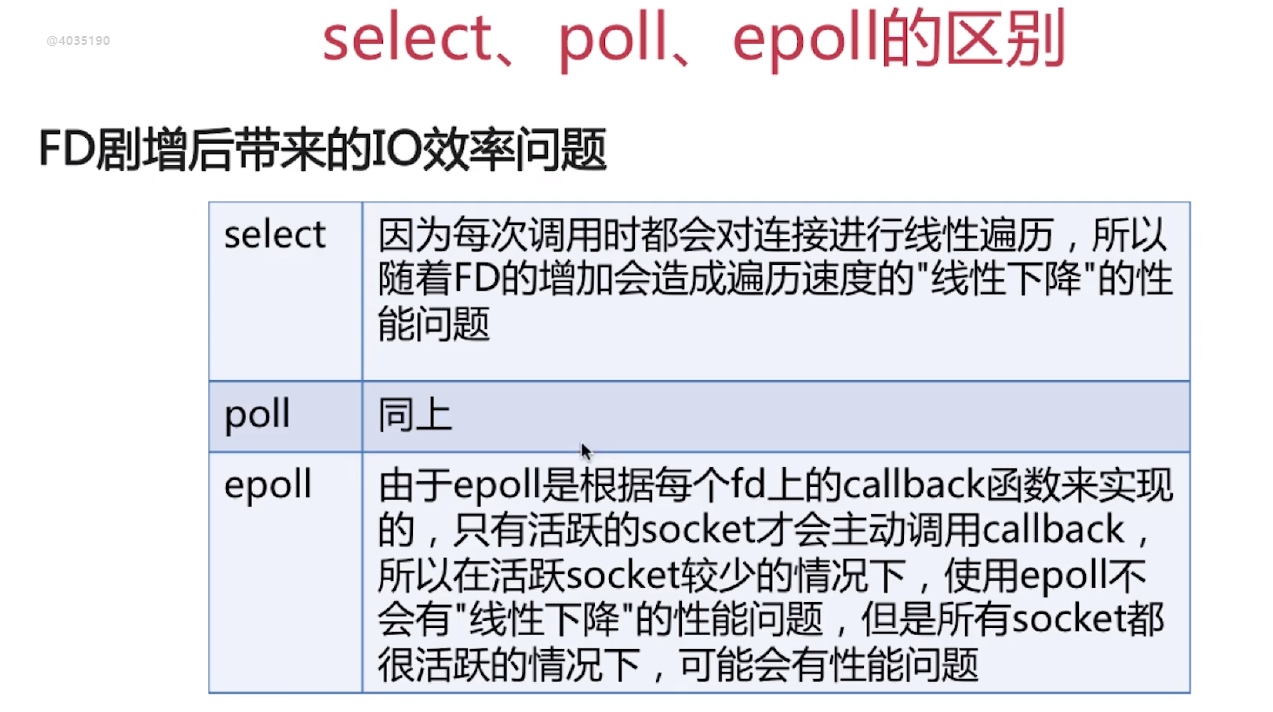 @4035190
select、poll、epoll的区别
FD剧增后带来的IO效率问题
select
因为每次调用时都会对连接进行线性遍历，所以
随着FD的增加会造成遍历速度的"线性下降"的性
能问题
poll
同上
epoll
由于epoll是根据每个fd上的callback函数来实现
的，只有活跃的socket才会主动调用callback，
所以在活跃socket较少的情况下，使用epoll不
会有"线性下降"的性能问题，但是所有socket都
很活跃的情况下，可能会有性能问题